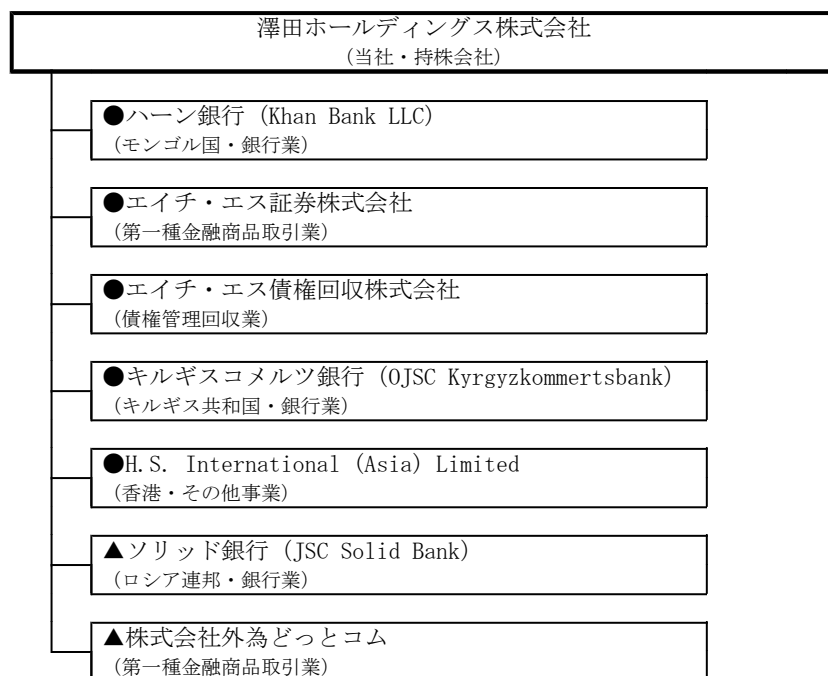 澤田ホールディングス株式会社
(当社・持株会社)
●ハーン銀行 (Khan Bank LLC)
(モンゴル国・銀行業)
●エイチ・エス証券株式会社
(第一種金融商品取引業)
●エイチ・エス債権回収株式会社
(債権管理回収業)
●キルギスコメルツ銀行 (OJSC Kyrgyzkommertsbank)
(キルギス共和国・銀行業)
●H.S. International (Asia) Limited
(香港・その他事業)
▲ソリッド銀行 (JSC Solid Bank)
(ロシア連邦・銀行業)
▲株式会社外為どっとコム
(第一種金融商品取引業)